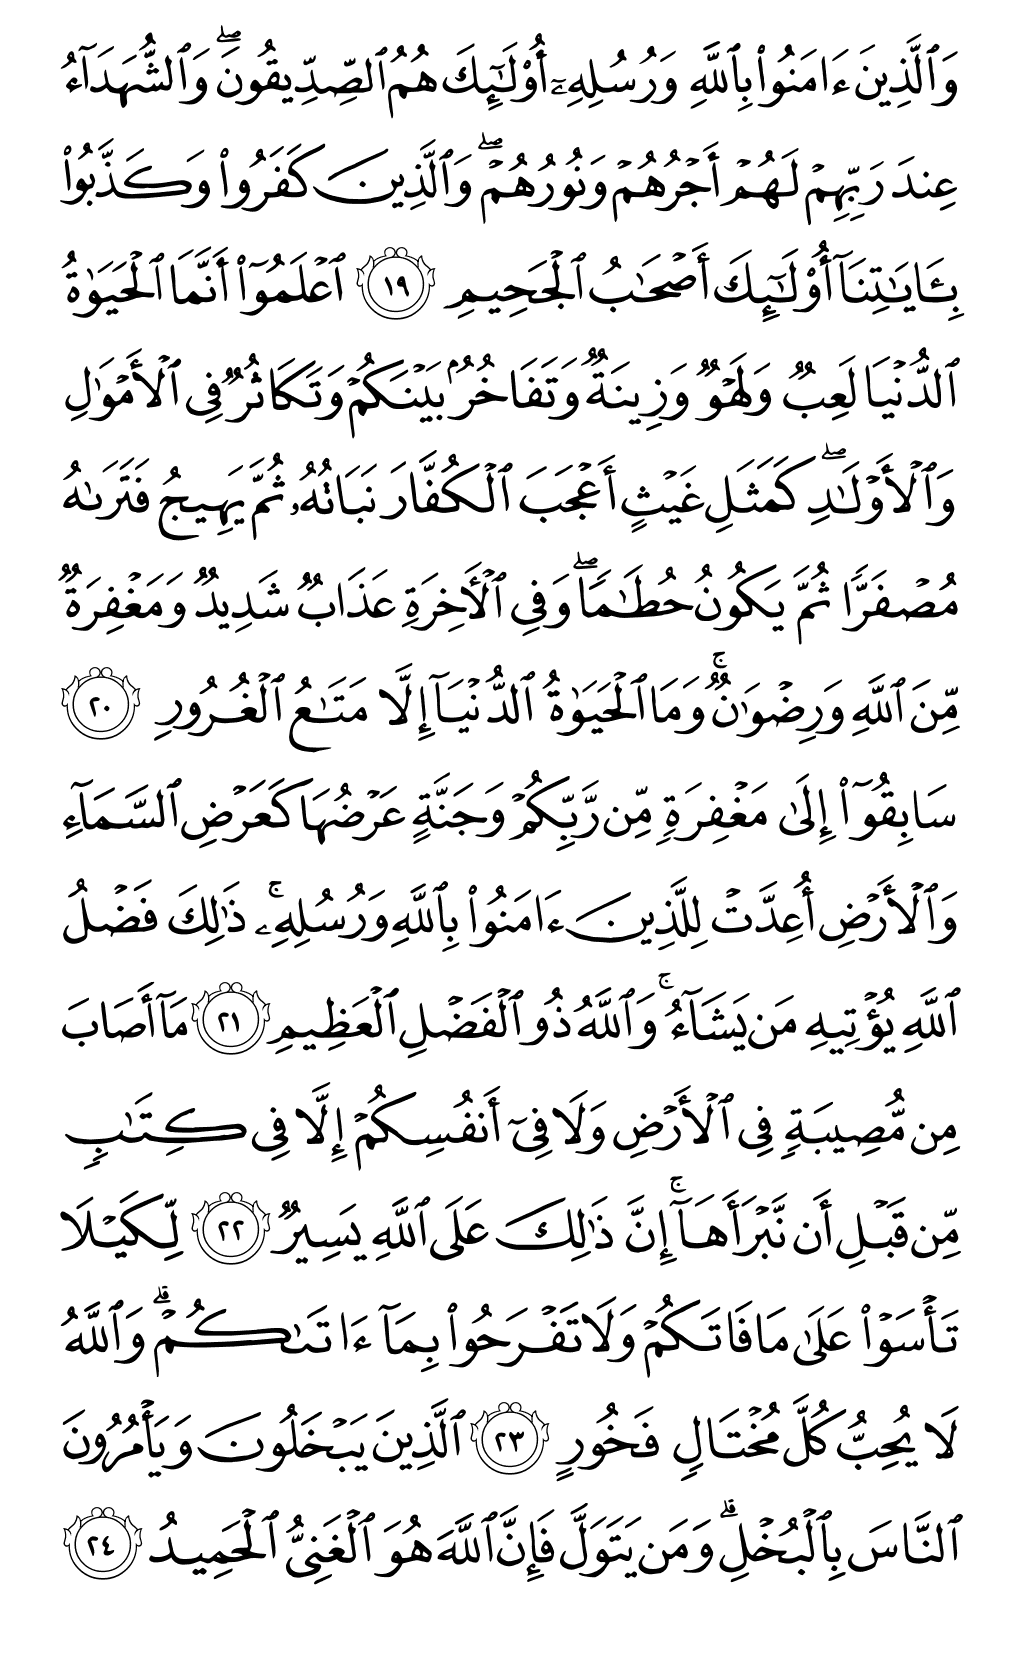 وَٱلَّذِينَ ءَامَنُوا۟ بِٱللَّهِ وَرُسُلِهِۦٓ أُو۟لَـٰٓئِكَ هُمُ ٱلصِّدِّيقُونَ ۖ وَٱلشُّهَدَآءُ
عِندَ رَبِّهِمْ لَهُمْ أَجْرُهُمْ وَنُورُهُمْ ۖ وَٱلَّذِينَ كَفَرُوا۟ وَكَذَّبُوا۟
بِـَٔايَـٰتِنَآ أُو۟لَـٰٓئِكَ أَصْحَـٰبُ ٱلْجَحِيمِ ١٩ ٱعْلَمُوٓا۟ أَنَّمَا ٱلْحَيَوٰةُ
ٱلدُّنْيَا لَعِبٌ وَلَهْوٌ وَزِينَةٌ وَتَفَاخُرٌۢ بَيْنَكُمْ وَتَكَاثُرٌ فِى ٱلْأَمْوَٰلِ
وَٱلْأَوْلَـٰدِ ۖ كَمَثَلِ غَيْثٍ أَعْجَبَ ٱلْكُفَّارَ نَبَاتُهُۥ ثُمَّ يَهِيجُ فَتَرَىٰهُ
مُصْفَرًّا ثُمَّ يَكُونُ حُطَـٰمًا ۖ وَفِى ٱلْـَٔاخِرَةِ عَذَابٌ شَدِيدٌ وَمَغْفِرَةٌ
مِّنَ ٱللَّهِ وَرِضْوَٰنٌ ۚ وَمَا ٱلْحَيَوٰةُ ٱلدُّنْيَآ إِلَّا مَتَـٰعُ ٱلْغُرُورِ ٢٠
سَابِقُوٓا۟ إِلَىٰ مَغْفِرَةٍ مِّن رَّبِّكُمْ وَجَنَّةٍ عَرْضُهَا كَعَرْضِ ٱلسَّمَآءِ
وَٱلْأَرْضِ أُعِدَّتْ لِلَّذِينَ ءَامَنُوا۟ بِٱللَّهِ وَرُسُلِهِۦ ۚ ذَٰلِكَ فَضْلُ
ٱللَّهِ يُؤْتِيهِ مَن يَشَآءُ ۚ وَٱللَّهُ ذُو ٱلْفَضْلِ ٱلْعَظِيمِ ٢١ مَآ أَصَابَ
مِن مُّصِيبَةٍ فِى ٱلْأَرْضِ وَلَا فِىٓ أَنفُسِكُمْ إِلَّا فِى كِتَـٰبٍ
مِّن قَبْلِ أَن نَّبْرَأَهَآ ۚ إِنَّ ذَٰلِكَ عَلَى ٱللَّهِ يَسِيرٌ ٢٢ لِّكَيْلَا
تَأْسَوْا۟ عَلَىٰ مَا فَاتَكُمْ وَلَا تَفْرَحُوا۟ بِمَآ ءَاتَىٰكُمْ ۗ وَٱللَّهُ
لَا يُحِبُّ كُلَّ مُخْتَالٍ فَخُورٍ ٢٣ ٱلَّذِينَ يَبْخَلُونَ وَيَأْمُرُونَ
ٱلنَّاسَ بِٱلْبُخْلِ ۗ وَمَن يَتَوَلَّ فَإِنَّ ٱللَّهَ هُوَ ٱلْغَنِىُّ ٱلْحَمِيدُ ٢٤